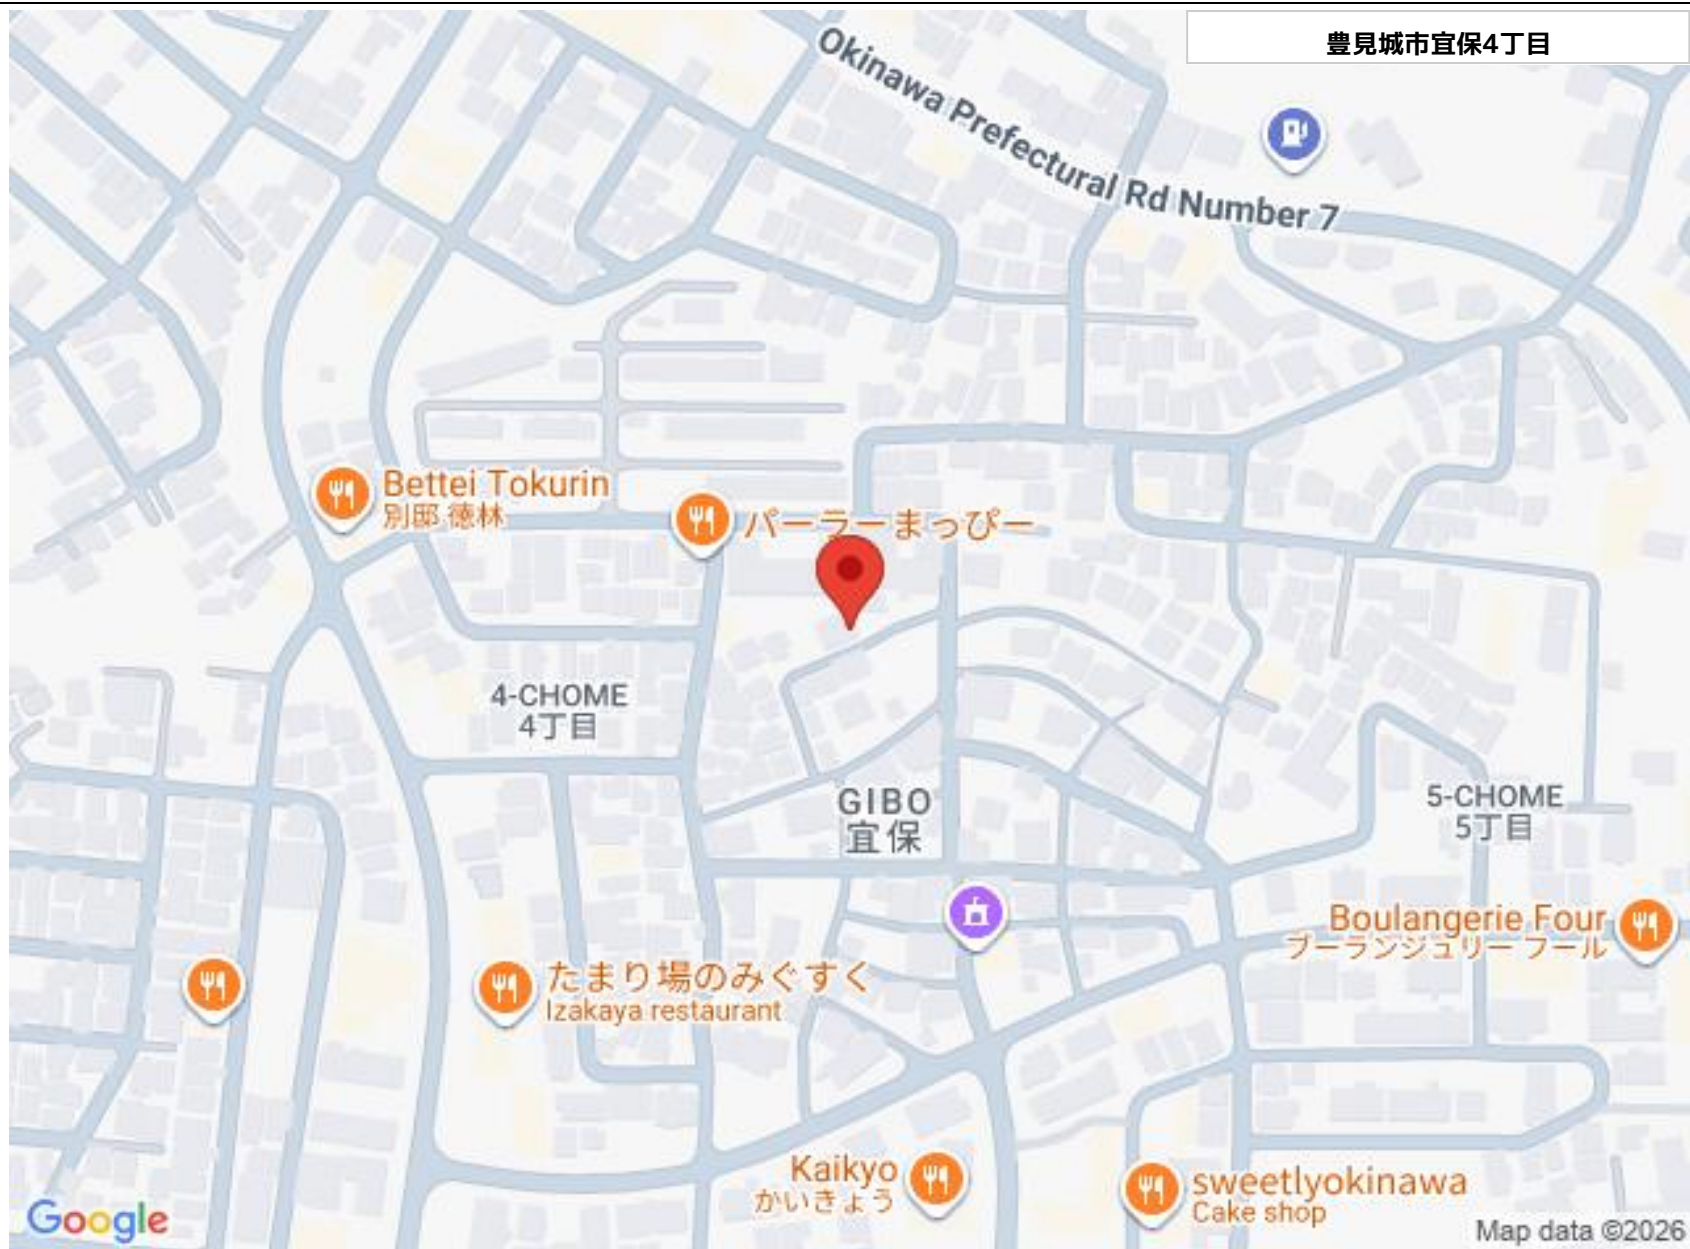 豊見城市宜保4丁目
Okinawa Prefectural Rd Number 7
Bettei Tokurin
別邸 徳林
パーラーまっぴー
4-CHOME
4丁目
GIBO
宜保
5-CHOME
5丁目
Boulangerie Four
ブーランジュリー フール
たまり場のみぐすく
Izakaya restaurant
Kaikyo
かいきょう
sweetlyokinawa
Cake shop
Google
Map data ©2026